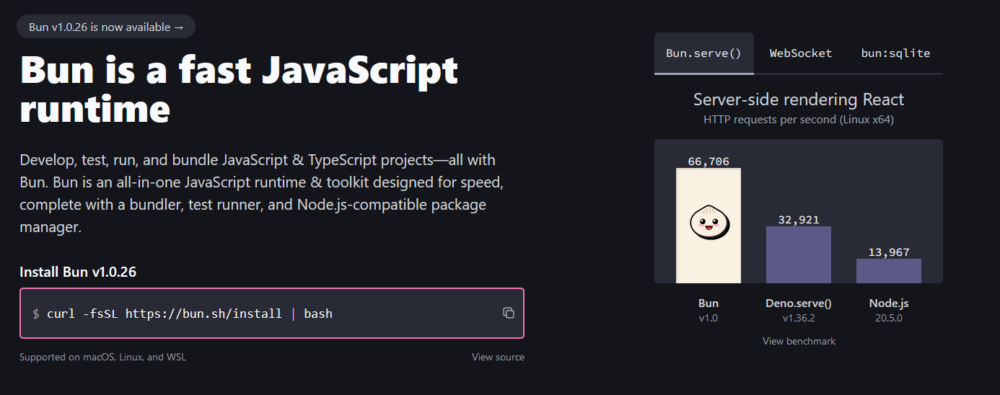 Bun v1.0.26 is now available →
Bun is a fast JavaScript
runtime
Develop, test, run, and bundle JavaScript & TypeScript projects—all with
Bun. Bun is an all-in-one JavaScript runtime & toolkit designed for speed,
complete with a bundler, test runner, and Node.js-compatible package
manager.
Install Bun v1.0.26
$ curl -fsSL https://bun.sh/install | bash
Supported on macOS, Linux, and WSL
View source
Bun.serve()
WebSocket
bun:sqlite
Server-side rendering React
HTTP requests per second (Linux x64)
66,706
32,921
13,967
Bun
v1.0
Deno.serve()
v1.36.2
Node.js
20.5.0
View benchmark